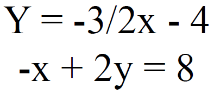 Y = -3/2x - 4
-x + 2y = 8